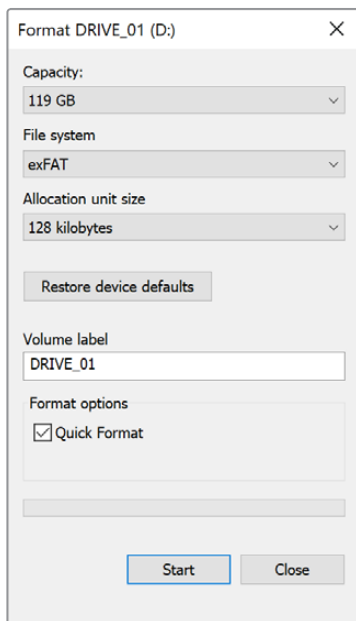 Format DRIVE_01 (D:)
Capacity:
119 GB
File system
exFAT
Allocation unit size
128 kilobytes
Restore device defaults
Volume label
DRIVE_01
Format options
Quick Format
Start Close